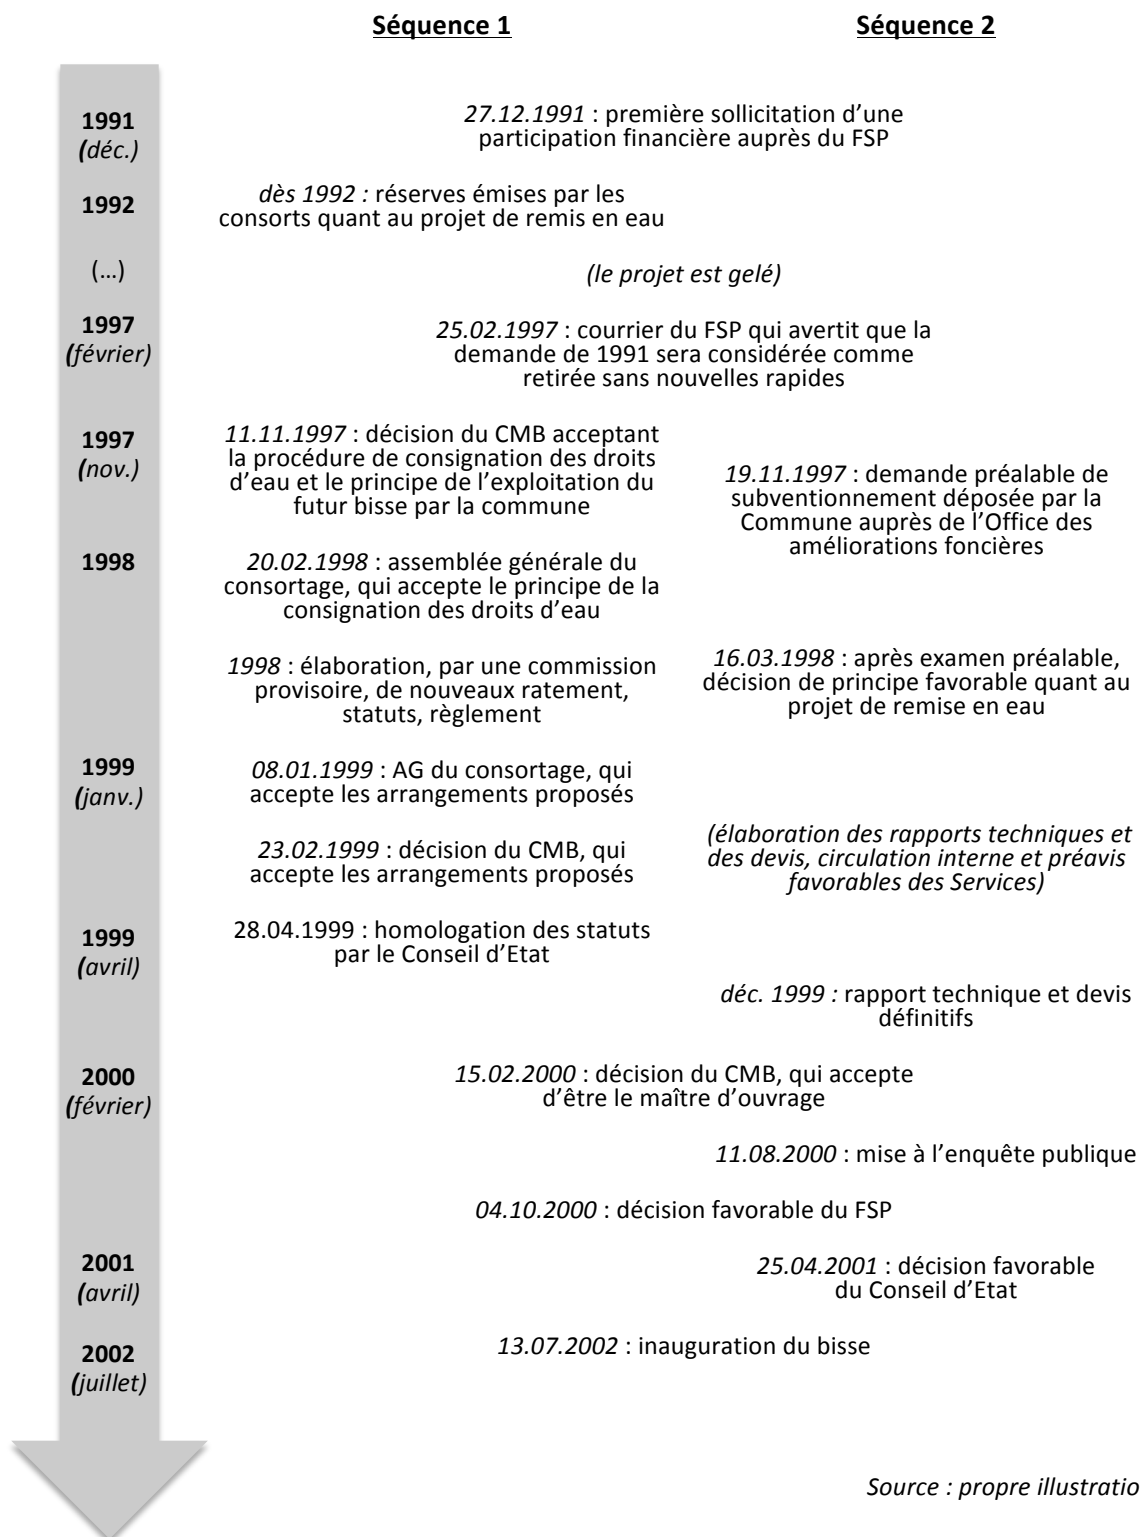 Séquence 1
Séquence 2
1991
(déc.)
27.12.1991 : première sollicitation d’une
participation financière auprès du FSP
1992
dès 1992 : réserves émises par les
consorts quant au projet de remis en eau
(…)
(le projet est gelé)
1997
(février)
25.02.1997 : courrier du FSP qui avertit que la
demande de 1991 sera considérée comme
retirée sans nouvelles rapides
1997
(nov.)
11.11.1997 : décision du CMB acceptant
la procédure de consignation des droits
d’eau et le principe de l’exploitation du
futur bisse par la commune
19.11.1997 : demande préalable de
subventionnement déposée par la
Commune auprès de l’Office des
améliorations foncières
1998
20.02.1998 : assemblée générale du
consortage, qui accepte le principe de la
consignation des droits d’eau
1998 : élaboration, par une commission
provisoire, de nouveaux ratement,
statuts, règlement
16.03.1998 : après examen préalable,
décision de principe favorable quant au
projet de remise en eau
1999
(janv.)
08.01.1999 : AG du consortage, qui
accepte les arrangements proposés
23.02.1999 : décision du CMB, qui
accepte les arrangements proposés
(élaboration des rapports techniques et
des devis, circulation interne et préavis
favorables des Services)
1999
(avril)
28.04.1999 : homologation des statuts
par le Conseil d’Etat
déc. 1999 : rapport technique et devis
définitifs
2000
(février)
15.02.2000 : décision du CMB, qui accepte
d’être le maître d’ouvrage
11.08.2000 : mise à l’enquête publique
04.10.2000 : décision favorable du FSP
2001
(avril)
25.04.2001 : décision favorable
du Conseil d’Etat
2002
(juillet)
13.07.2002 : inauguration du bisse
Source : propre illustratio